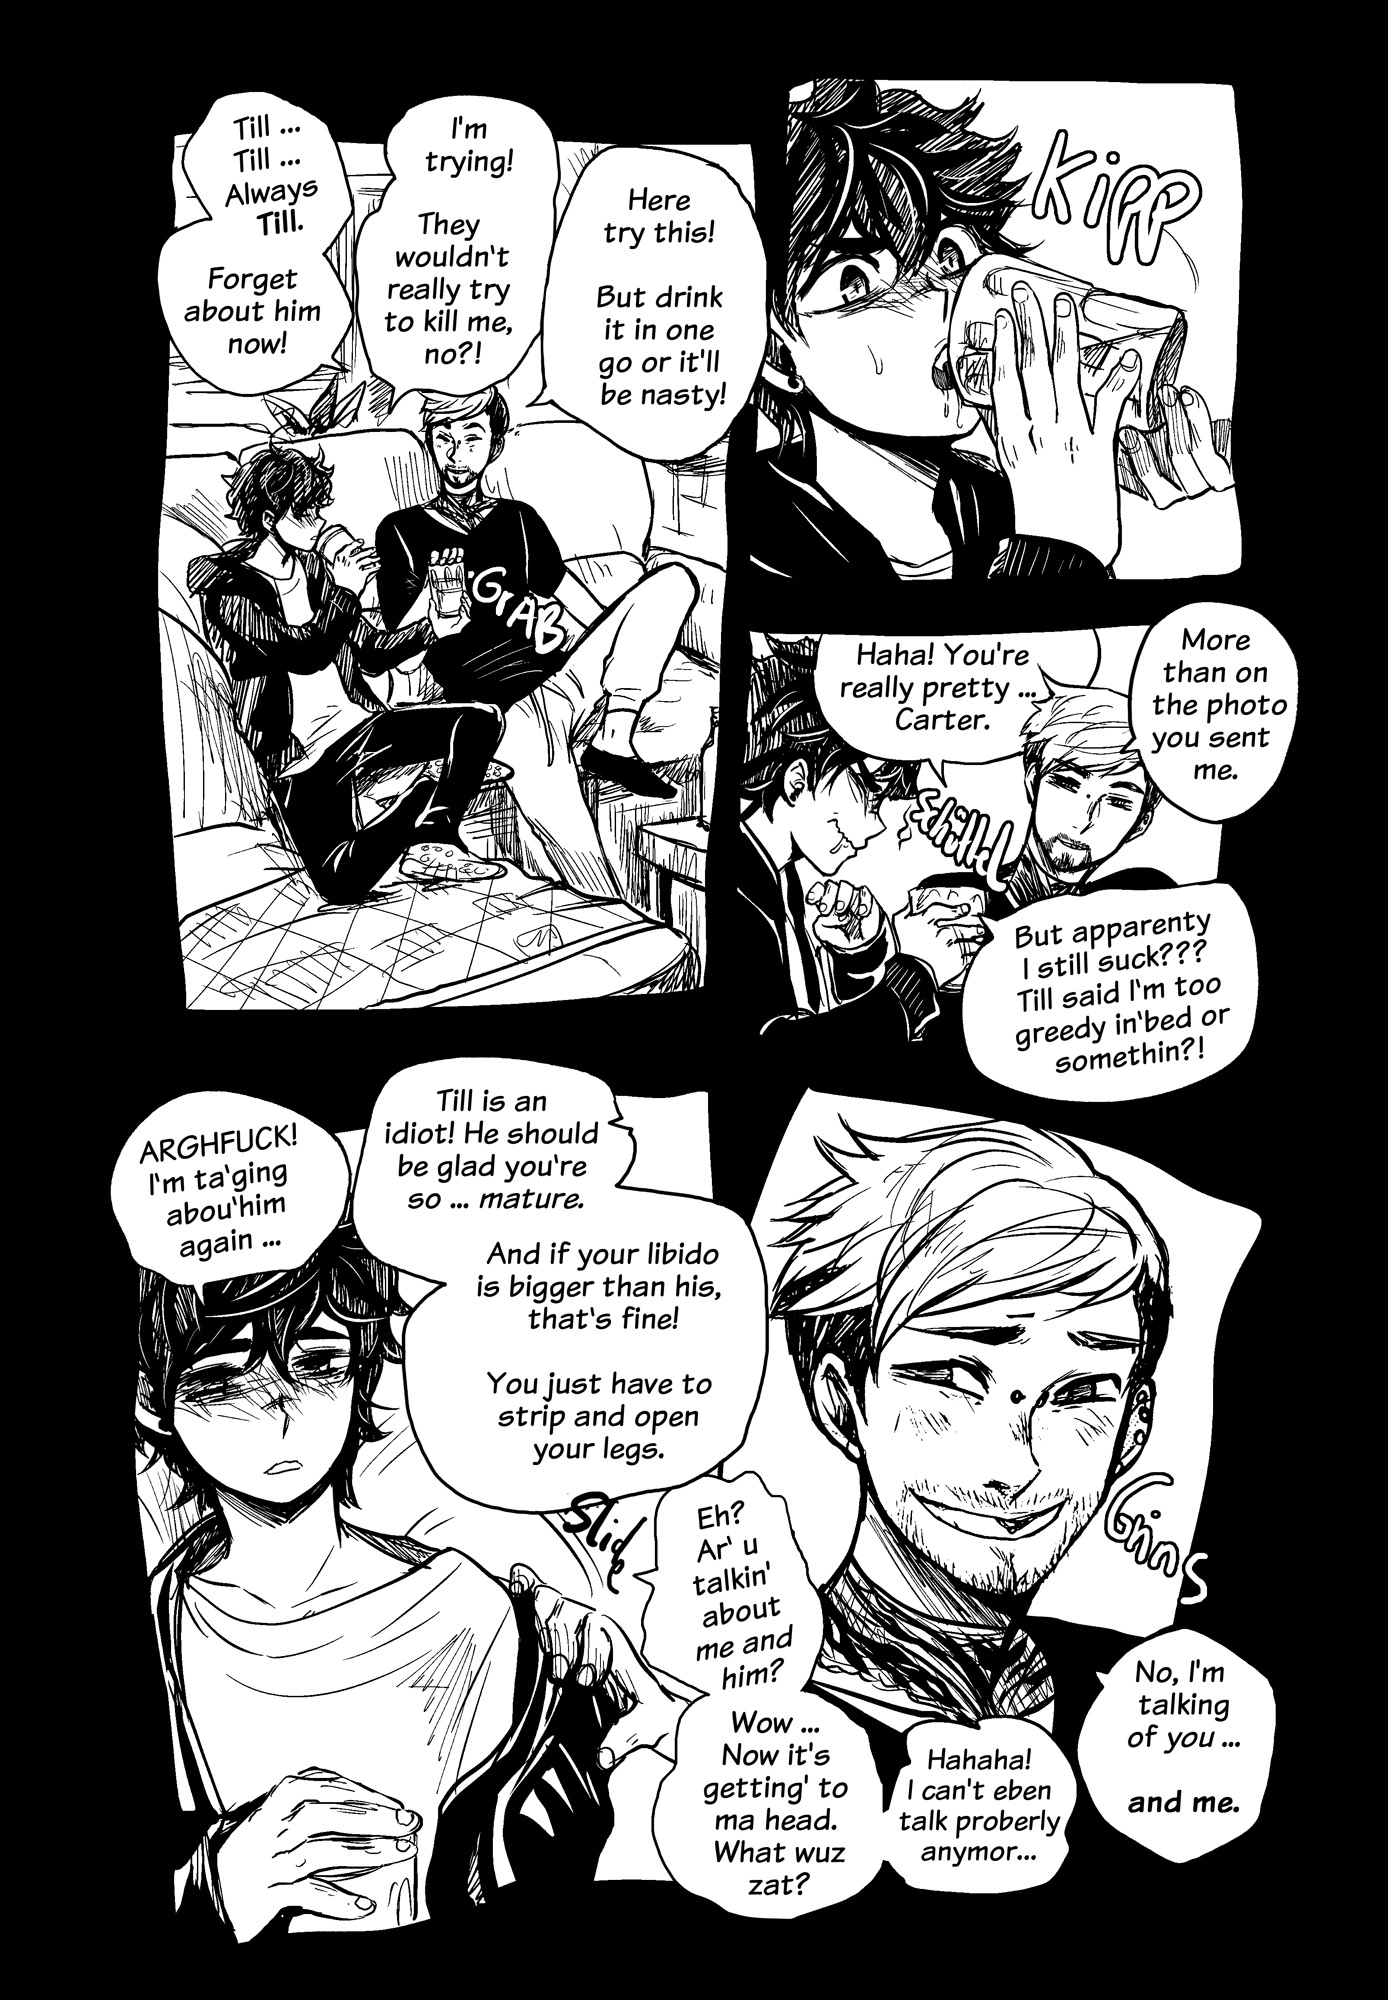 Till ...
Till ...
Always
Till.
Forget
about him
now!
I'm
trying!
They
wouldn't
really try
to kill me,
no?!
Here
try this!
But drink
it in one
go or it'll
be nasty!
GrAB
Kipp
Haha! You're
really pretty ...
Carter.
More
than on
the photo
you sent
me.
Schüttel
But apparenty
I still suck???
Till said I'm too
greedy in'bed or
somethin?!
ARGHFUCK!
I'm ta'ging
abou'him
again ...
Till is an
idiot! He should
be glad you're
so ... mature.
And if your libido
is bigger than his,
that's fine!
You just have to
strip and open
your legs.
Slide
Grins
Eh?
Ar' u
talkin'
about
me and
him?
Wow ...
Now it's
getting' to
ma head.
What wuz
zat?
Hahaha!
I can't eben
talk proberly
anymor...
No, I'm
talking
of you ...
and me.